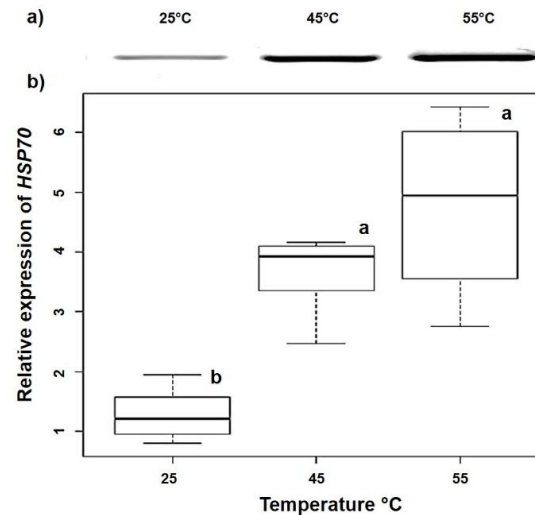 a) 25°C 45°C 55°C
b)
Relative expression of HSP70
6
5
4
3
2
1
b
a
a
25 45 55
Temperature °C